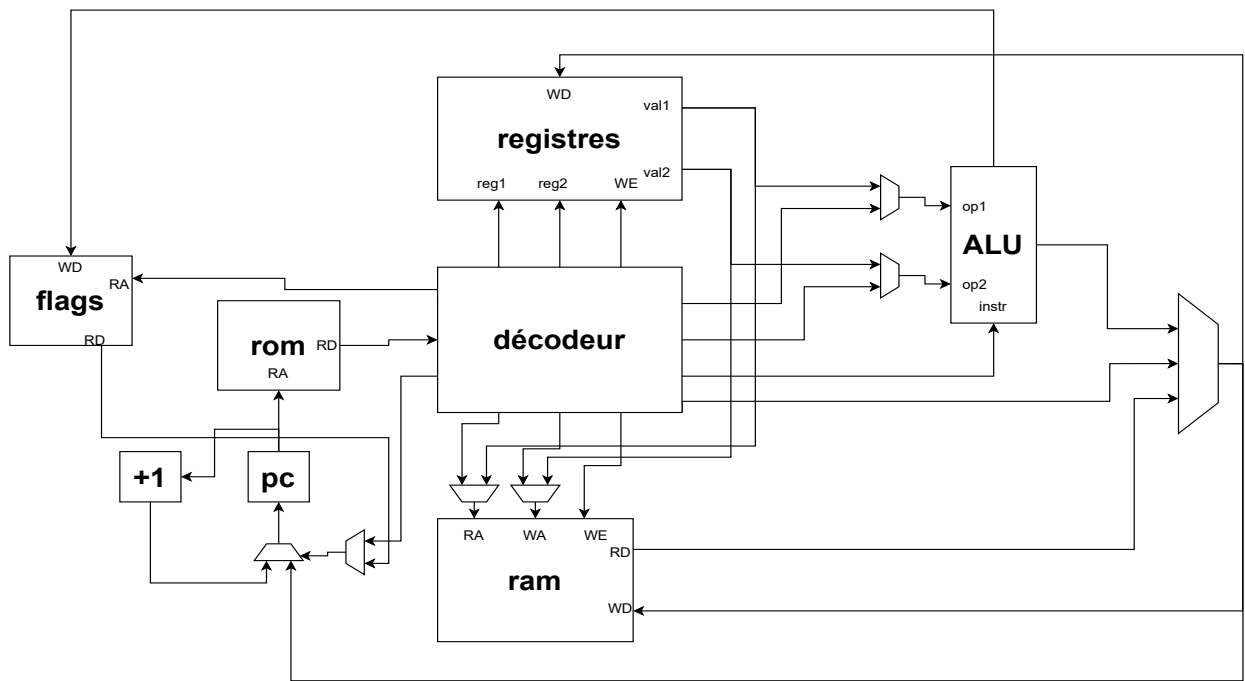 WD
val1
registres
val2
reg1
reg2
WE
op1
ALU
op2
instr
WD
RA
flags
RD
rom
RD
RA
décodeur
+1
pc
RA
WA
WE
RD
ram
WD